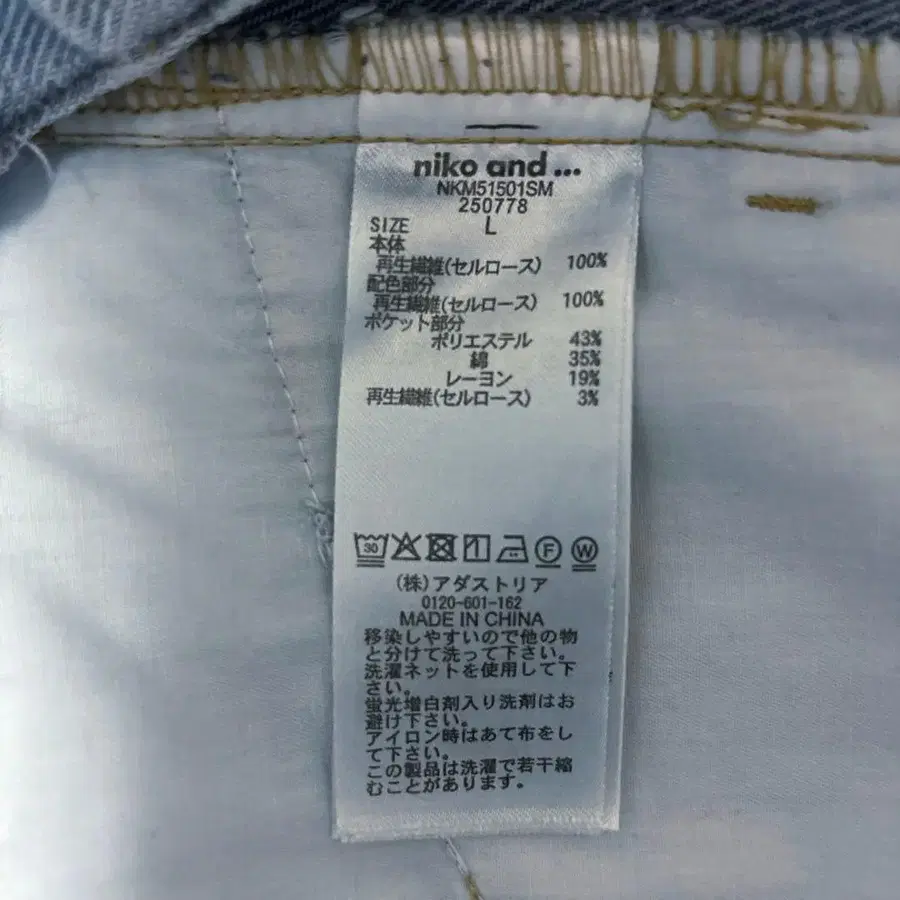 niko and ...
NKM51501SM
250778
SIZE L
本体
再生繊維(セルロース) 100%
配色部分
再生繊維(セルロース) 100%
ポケット部分
ポリエステル 43%
綿 35%
レーヨン 19%
再生繊維(セルロース) 3%
30 F W
(株)アダストリア
0120-601-162
MADE IN CHINA
移染しやすいので他の物
と分けて洗って下さい。
洗濯ネットを使用して下
さい。
蛍光増白剤入り洗剤はお
避け下さい。
アイロン時はあて布をし
て下さい。
この製品は洗濯で若干縮
むことがあります。